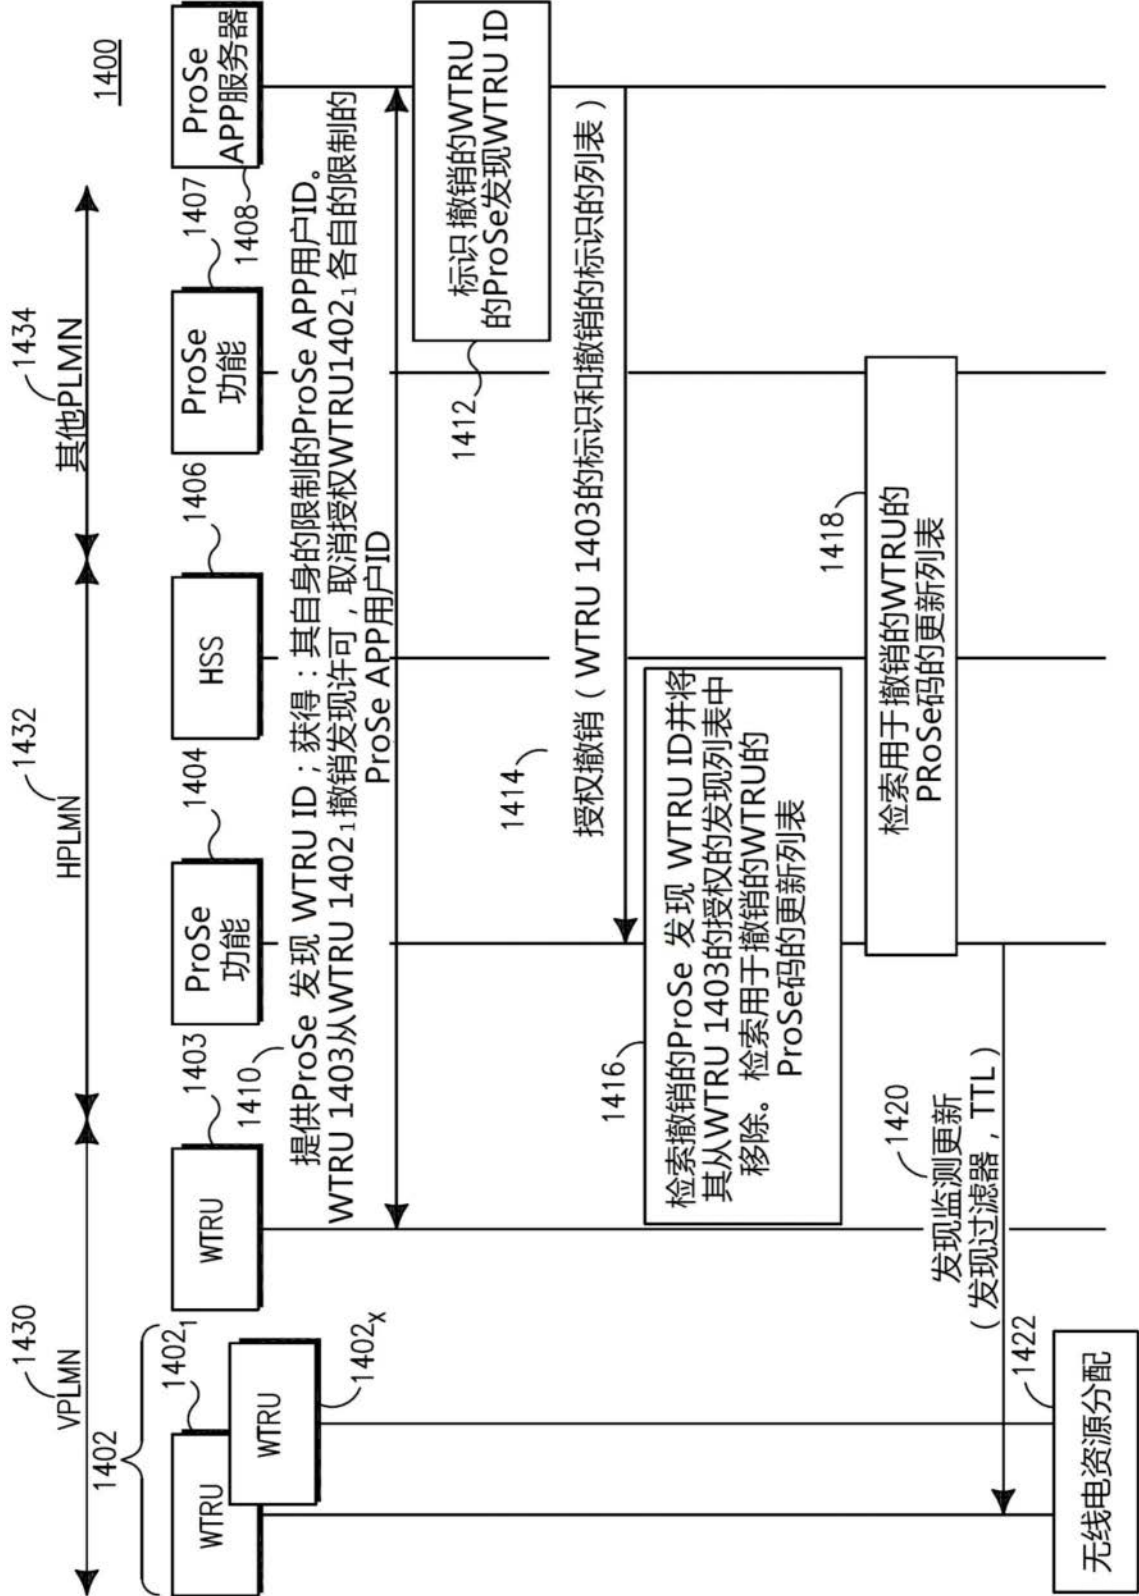 1400
1430
VPLMN
1432
HPLMN
1434
其他PLMN
1402
WTRU
1402₁
WTRU
1402ₓ
WTRU
1403
ProSe
功能
1404
HSS
1406
ProSe
功能
1407
ProSe
APP服务器
1408
1410
提供ProSe 发现 WTRU ID；获得：其自身的限制的ProSe APP用户ID。
WTRU 1403从WTRU 1402₁撤销发现许可，取消授权WTRU1402₁各自的限制的
ProSe APP用户ID
标识撤销的WTRU
的ProSe发现WTRU ID
1412
1414
授权撤销（WTRU 1403的标识和撤销的标识的列表）
1416
检索撤销的ProSe 发现 WTRU ID并将
其从WTRU 1403的授权的发现列表中
移除。检索用于撤销的WTRU的
ProSe码的更新列表
1418
检索用于撤销的WTRU的
PRoSe码的更新列表
1420
发现监测更新
（发现过滤器，TTL）
1422
无线电资源分配